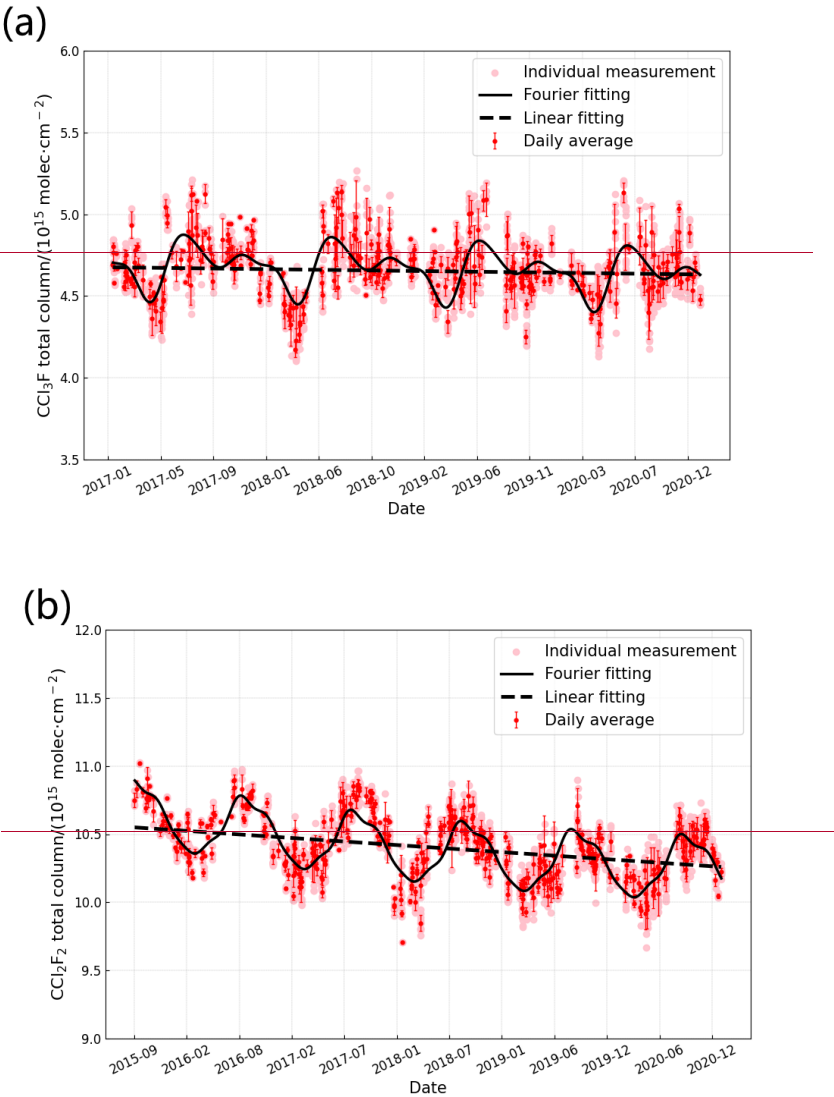 (a)
6.0
5.5
5.0
4.5
4.0
3.5
CCl₃F total column/(10¹⁵ molec·cm⁻²)
Individual measurement
Fourier fitting
Linear fitting
Daily average
2017-01 2017-05 2017-09 2018-01 2018-06 2018-10 2019-02 2019-06 2019-11 2020-03 2020-07 2020-12
Date
(b)
12.0
11.5
11.0
10.5
10.0
9.5
9.0
CCl₂F₂ total column/(10¹⁵ molec·cm⁻²)
Individual measurement
Fourier fitting
Linear fitting
Daily average
2015-09 2016-02 2016-08 2017-02 2017-07 2018-01 2018-07 2019-01 2019-06 2019-12 2020-06 2020-12
Date